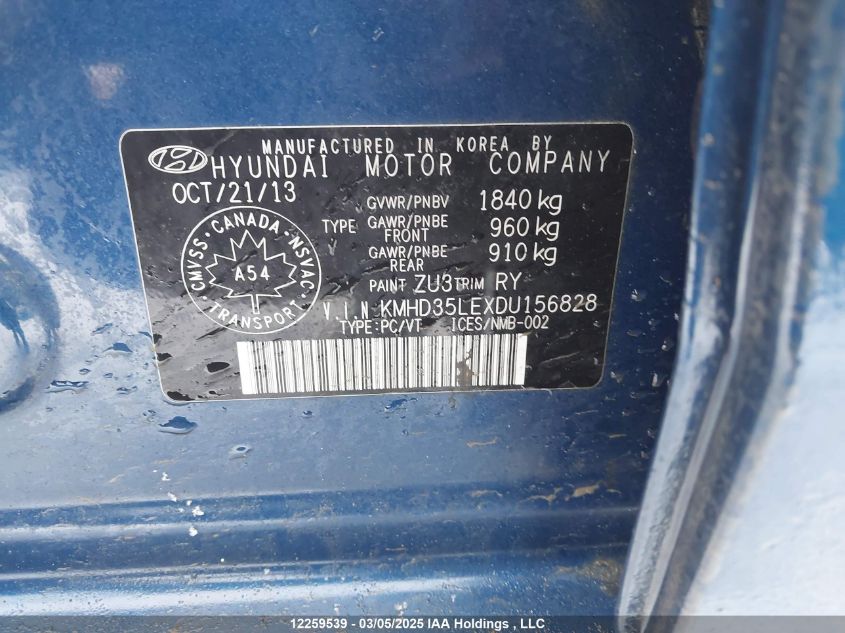 MANUFACTURED IN KOREA BY
HYUNDAI MOTOR COMPANY
OCT/21/13
GVWR/PNBV 1840 kg
TYPE GAWR/PNBE FRONT 960 kg
GAWR/PNBE REAR 910 kg
CMVSS · CANADA · NSVAC
A54
TRANSPORT
PAINT ZU3 TRIM RY
V.I.N KMHD35LEXDU156828
TYPE:PC/VT ICES/NMB-002
12259539 - 03/05/2025 IAA Holdings , LLC